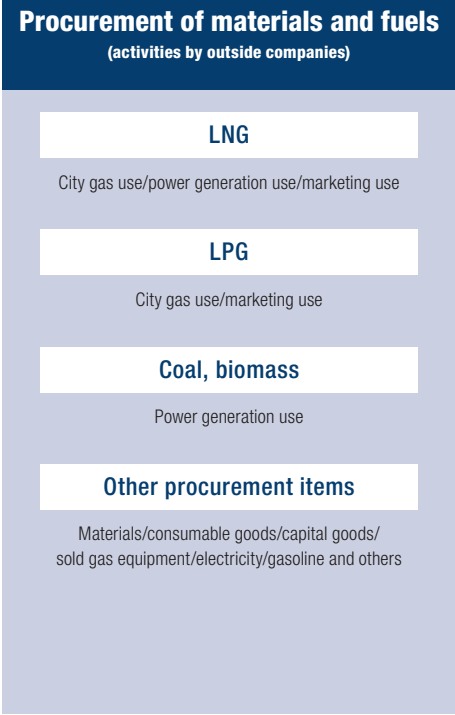 Procurement of materials and fuels
(activities by outside companies)
LNG
City gas use/power generation use/marketing use
LPG
City gas use/marketing use
Coal, biomass
Power generation use
Other procurement items
Materials/consumable goods/capital goods/
sold gas equipment/electricity/gasoline and others